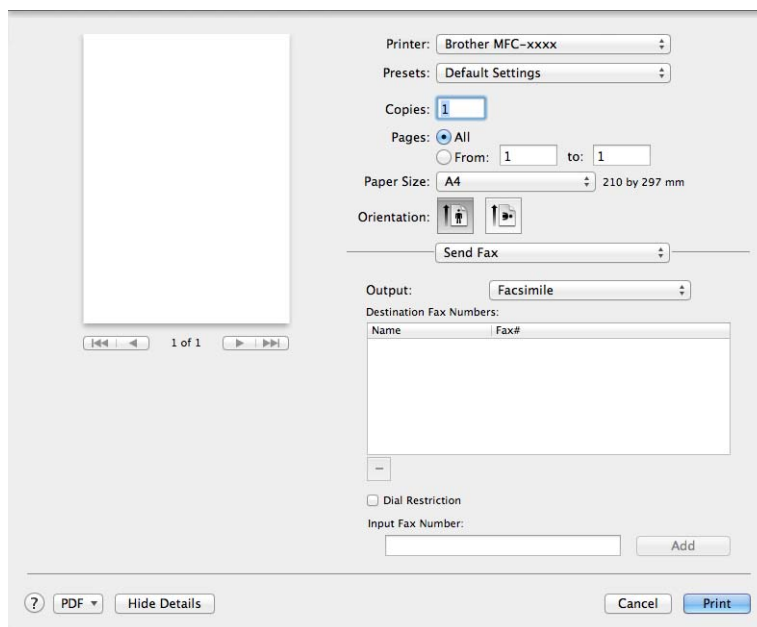 Printer: Brother MFC-xxxx
Presets: Default Settings
Copies: 1
Pages: All
From: 1 to: 1
Paper Size: A4 210 by 297 mm
Orientation:
Send Fax
Output: Facsimile
Destination Fax Numbers:
Name Fax#
1 of 1
Dial Restriction
Input Fax Number:
Add
? PDF Hide Details Cancel Print